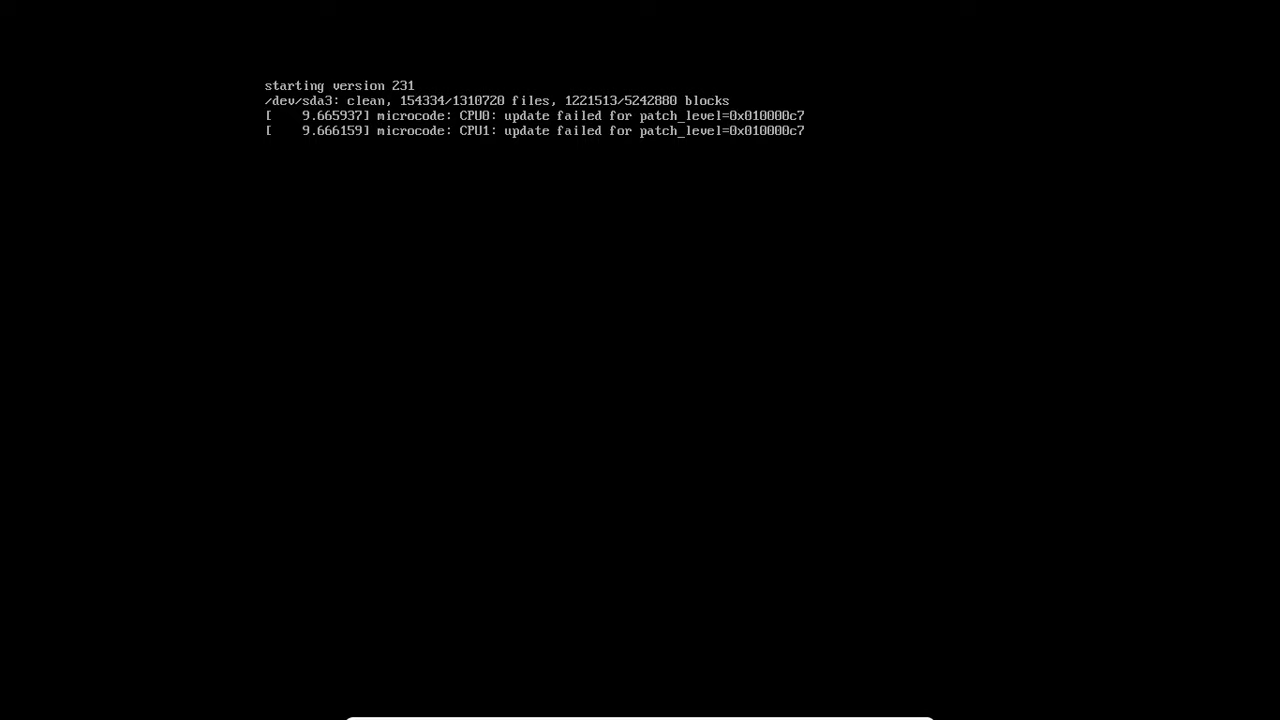 starting version 231
/dev/sda3: clean, 154334/1310720 files, 1221513/5242880 blocks
[    9.665937] microcode: CPU0: update failed for patch_level=0x010000c7
[    9.666159] microcode: CPU1: update failed for patch_level=0x010000c7